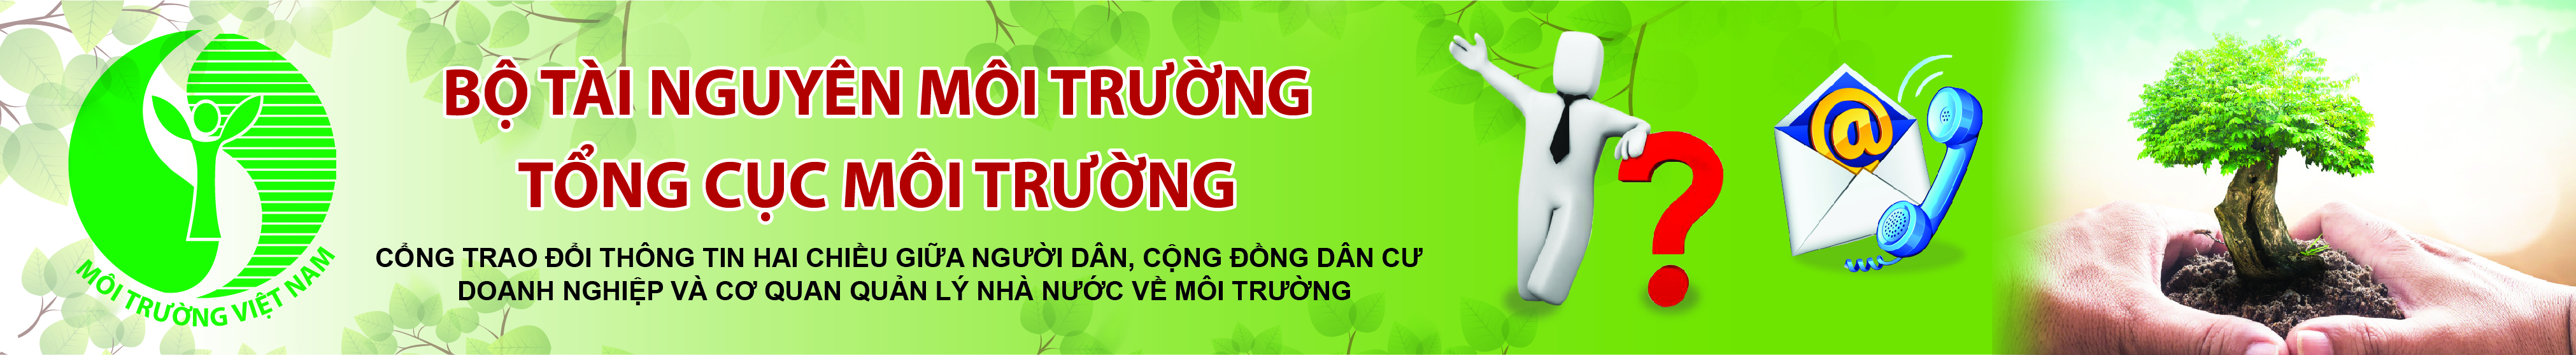 MÔI TRƯỜNG VIỆT NAM
BỘ TÀI NGUYÊN MÔI TRƯỜNG
TỔNG CỤC MÔI TRƯỜNG
CỔNG TRAO ĐỔI THÔNG TIN HAI CHIỀU GIỮA NGƯỜI DÂN, CỘNG ĐỒNG DÂN CƯ
DOANH NGHIỆP VÀ CƠ QUAN QUẢN LÝ NHÀ NƯỚC VỀ MÔI TRƯỜNG
?
@